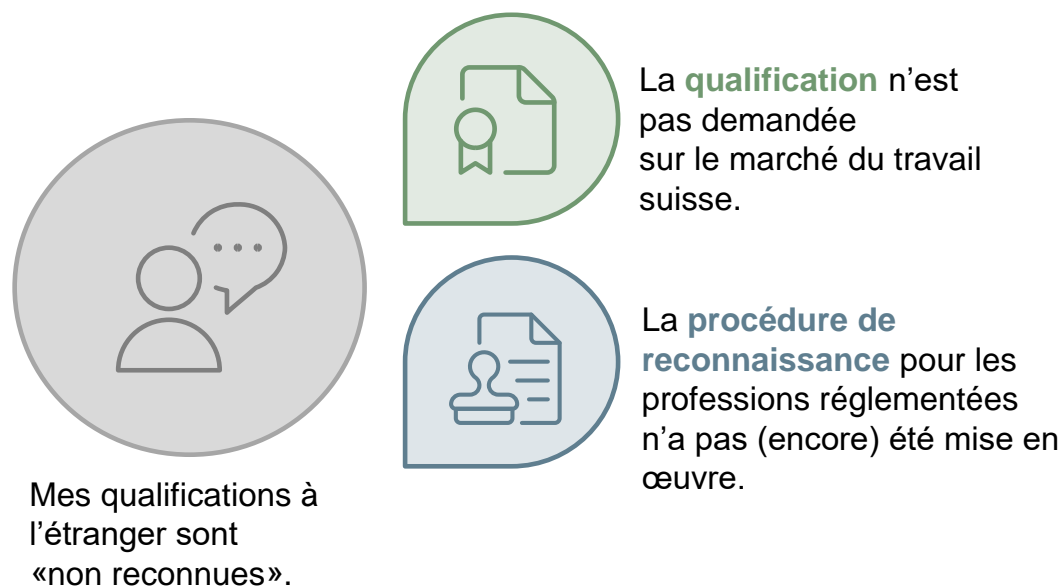 La qualification n’est
pas demandée
sur le marché du travail
suisse.
La procédure de
reconnaissance pour les
professions réglementées
n'a pas (encore) été mise en
œuvre.
Mes qualifications à
l’étranger sont
«non reconnues».